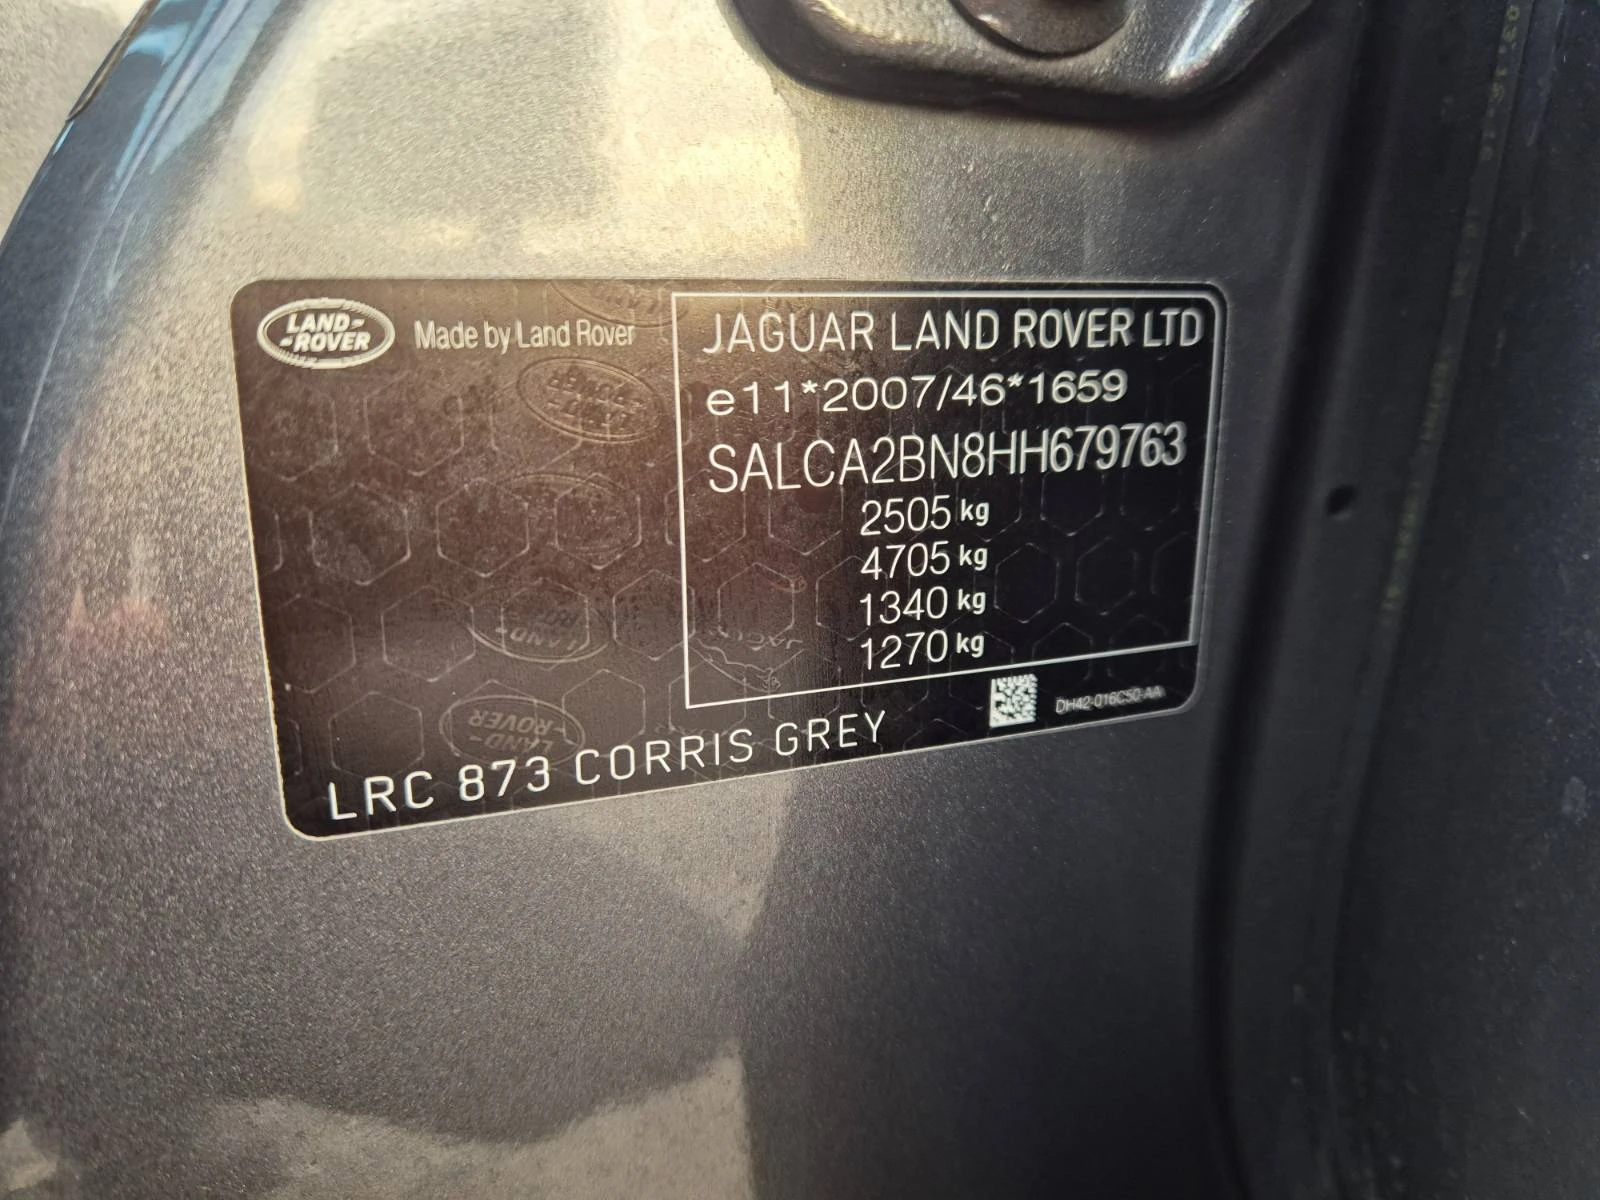 LAND-
-ROVER
Made by Land Rover
JAGUAR LAND ROVER LTD
e11*2007/46*1659
SALCA2BN8HH679763
2505 kg
4705 kg
1340 kg
1270 kg
DH42-016C50-AA
LRC 873 CORRIS GREY